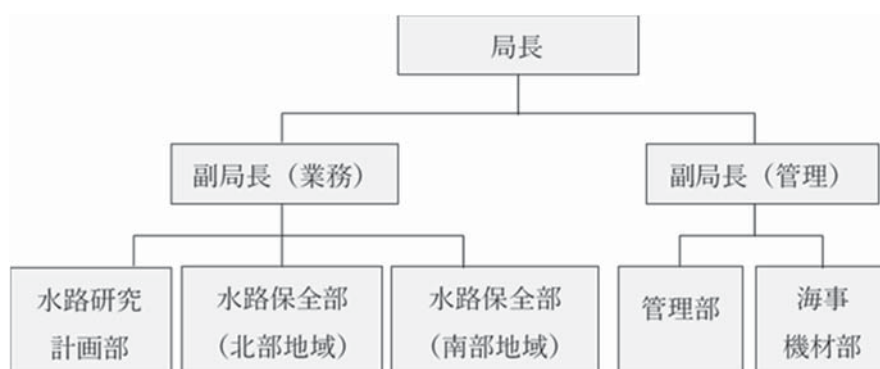 局長
副局長（業務）
副局長（管理）
水路研究
計画部
水路保全部
（北部地域）
水路保全部
（南部地域）
管理部
海事
機材部